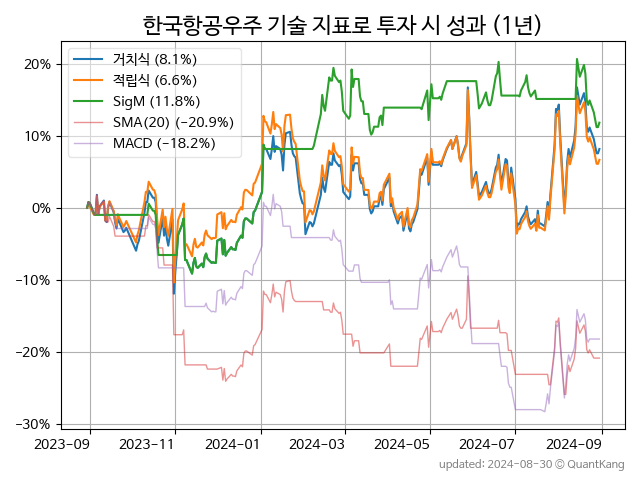 한국항공우주 기술 지표로 투자 시 성과 (1년)
거치식 (8.1%)
적립식 (6.6%)
SigM (11.8%)
SMA(20) (−20.9%)
MACD (−18.2%)
20%
10%
0%
−10%
−20%
−30%
2023-09 2023-11 2024-01 2024-03 2024-05 2024-07 2024-09
updated: 2024-08-30 © QuantKang